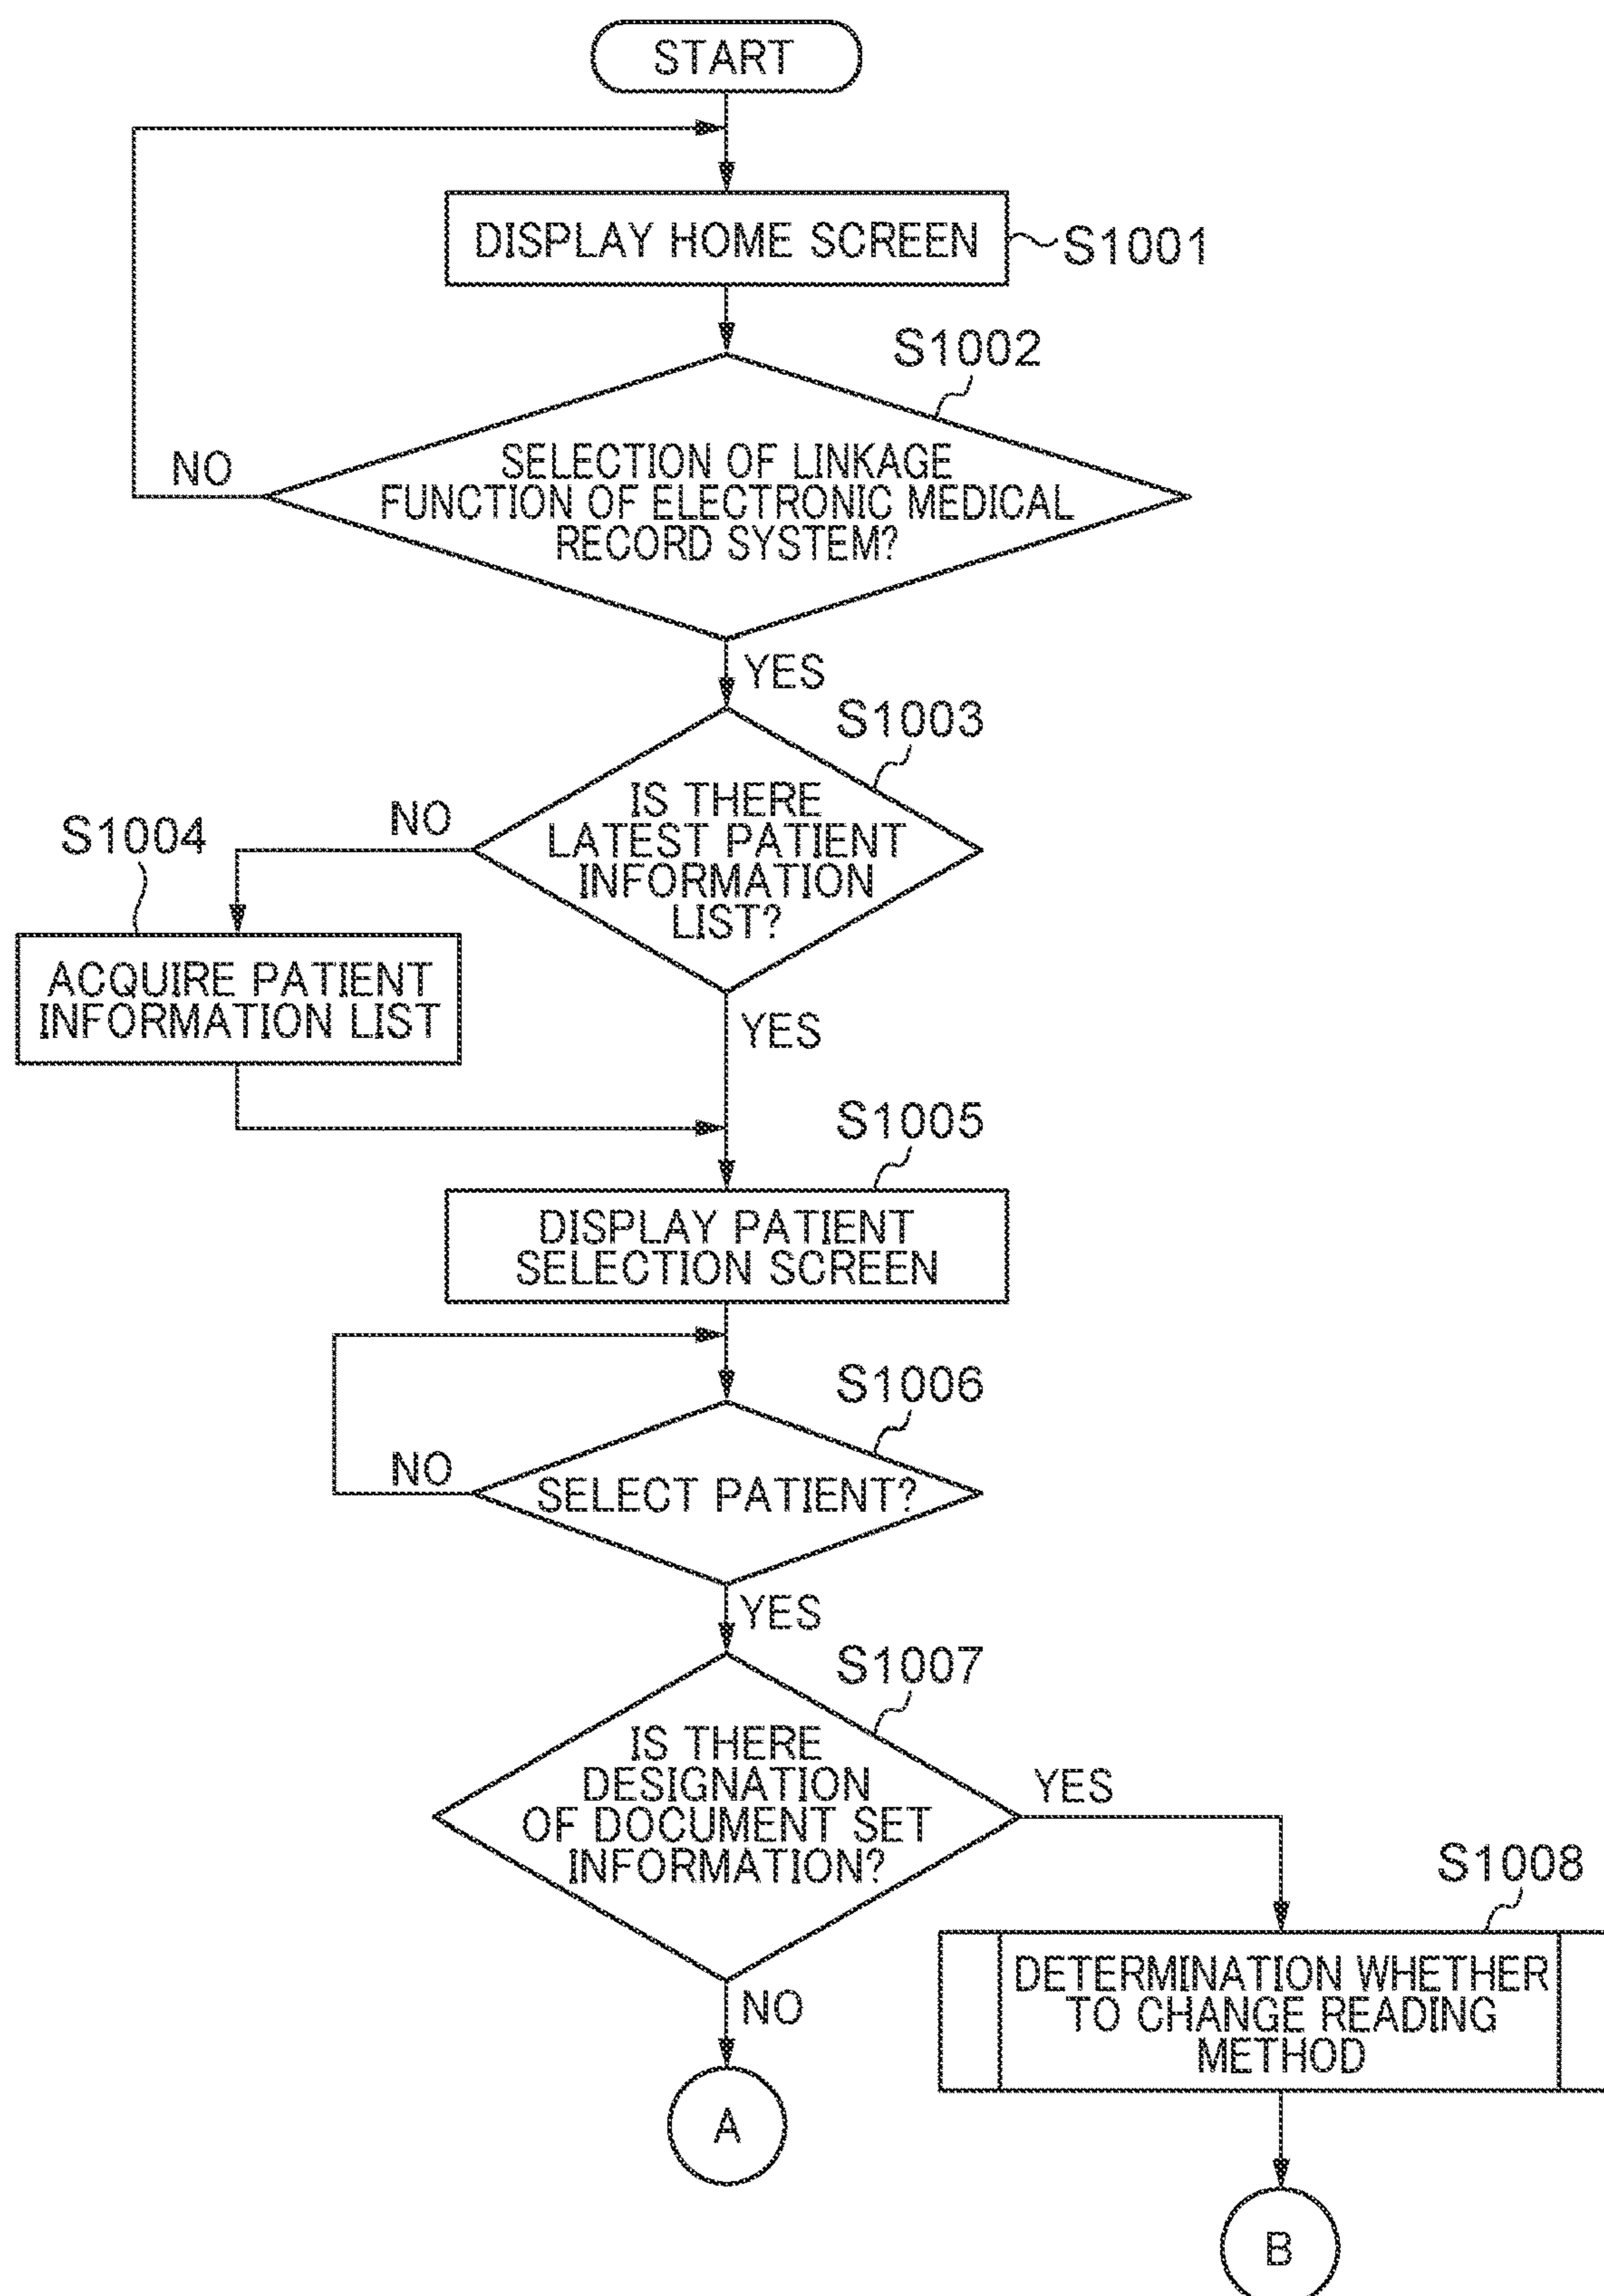 START
DISPLAY HOME SCREEN
S1001
S1002
SELECTION OF LINKAGE
FUNCTION OF ELECTRONIC MEDICAL
RECORD SYSTEM?
NO
YES
S1003
IS THERE
LATEST PATIENT
INFORMATION
LIST?
NO
S1004
ACQUIRE PATIENT
INFORMATION LIST
YES
S1005
DISPLAY PATIENT
SELECTION SCREEN
S1006
SELECT PATIENT?
NO
YES
S1007
IS THERE
DESIGNATION
OF DOCUMENT SET
INFORMATION?
YES
S1008
DETERMINATION WHETHER
TO CHANGE READING
METHOD
NO
A
B